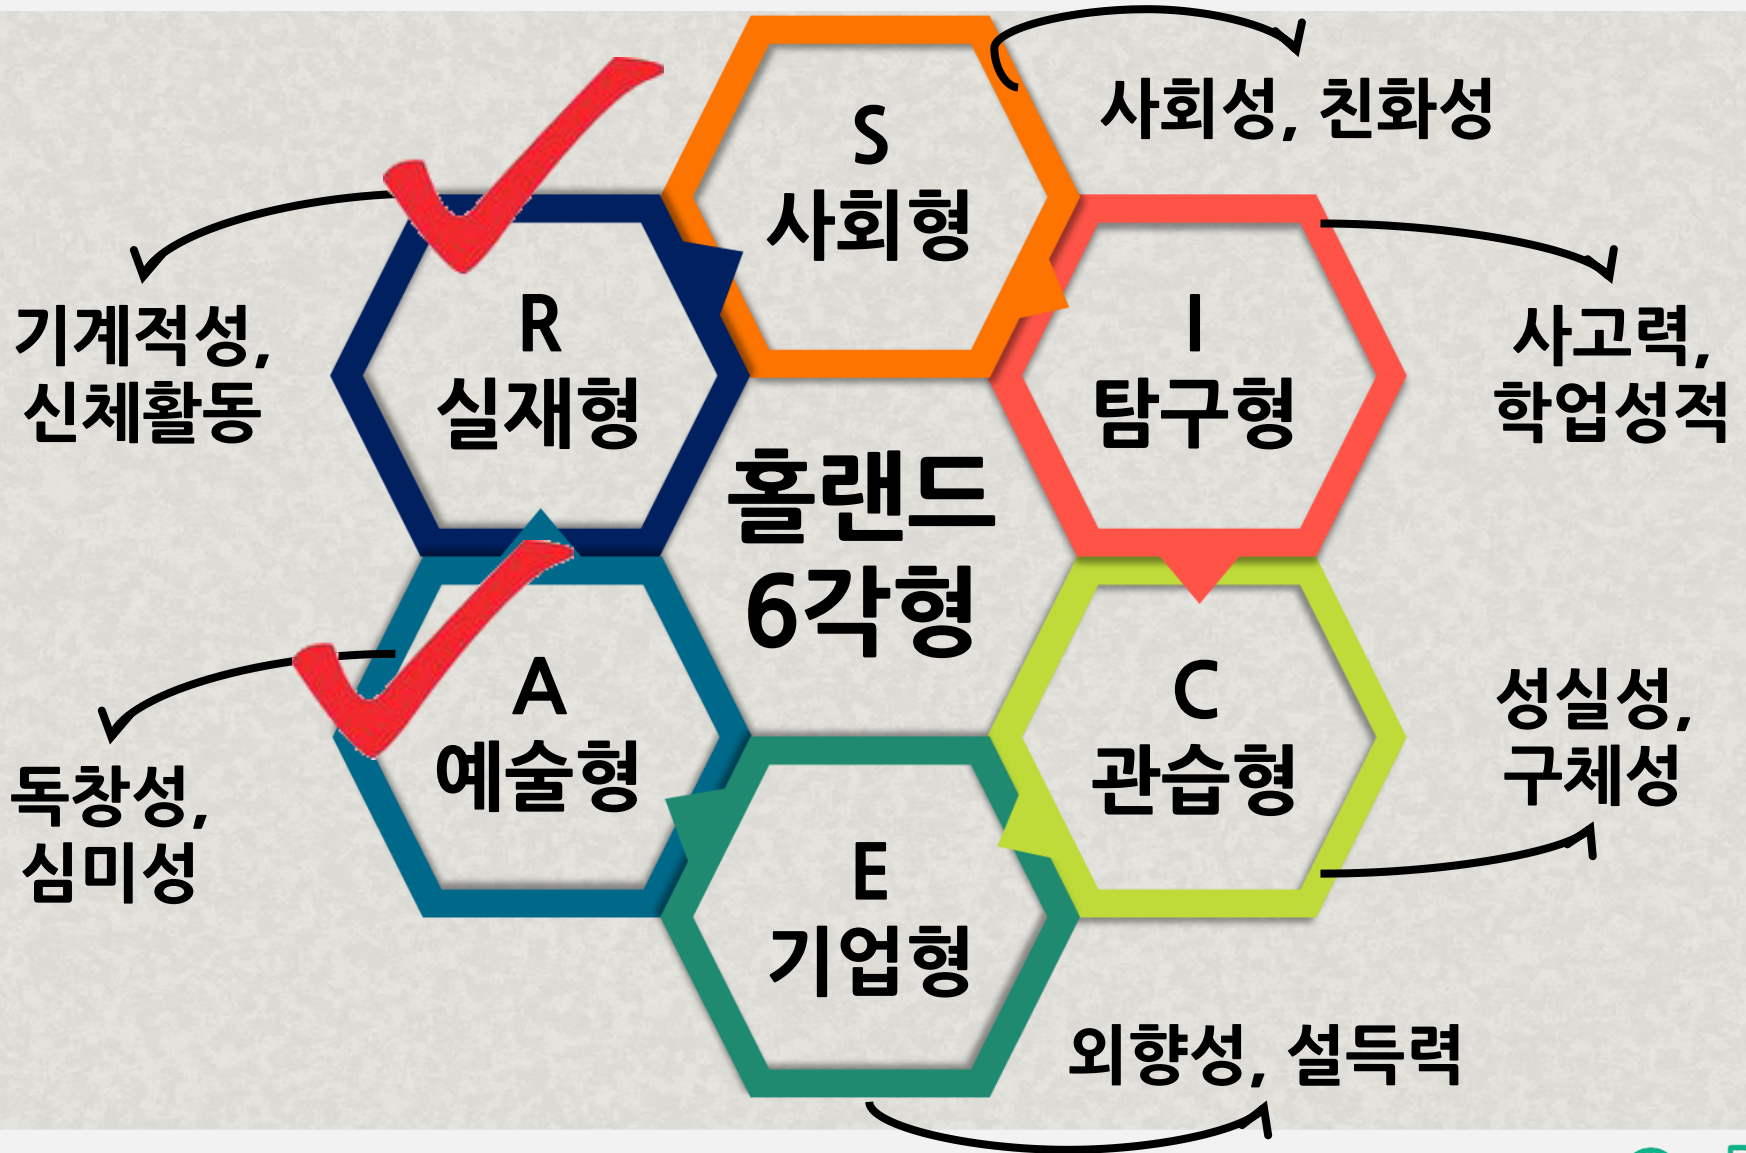 S
사회형
사회성, 친화성
R
실재형
기계적성,
신체활동
I
탐구형
사고력,
학업성적
홀랜드
6각형
A
예술형
독창성,
심미성
C
관습형
성실성,
구체성
E
기업형
외향성, 설득력